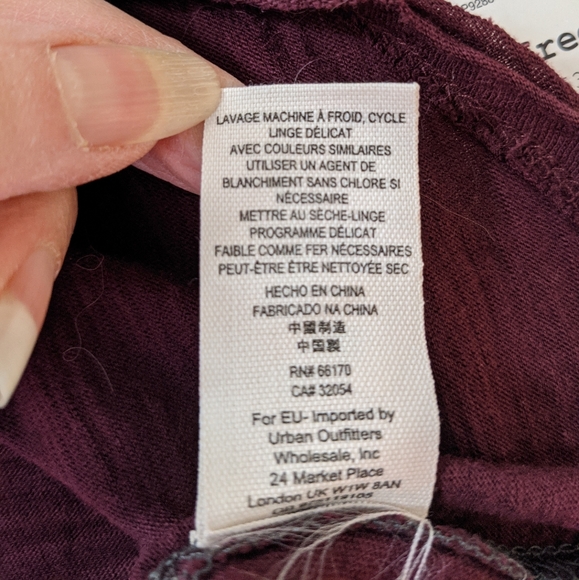 LAVAGE MACHINE À FROID, CYCLE
LINGE DÉLICAT
AVEC COULEURS SIMILAIRES
UTILISER UN AGENT DE
BLANCHIMENT SANS CHLORE SI
NÉCESSAIRE
METTRE AU SÈCHE-LINGE
PROGRAMME DÉLICAT
FAIBLE COMME FER NÉCESSAIRES
PEUT-ÊTRE ÊTRE NETTOYÉE SEC
HECHO EN CHINA
FABRICADO NA CHINA
中國制造
中国製
RN# 66170
CA# 32054
For EU- Imported by
Urban Outfitters
Wholesale, Inc
24 Market Place
London UK W1W 8AN